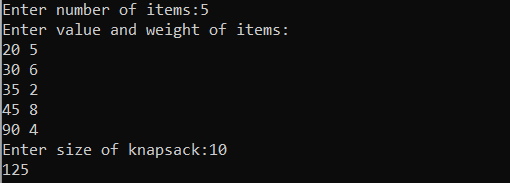 Enter number of items:5
Enter value and weight of items:
20 5
30 6
35 2
45 8
90 4
Enter size of knapsack:10
125